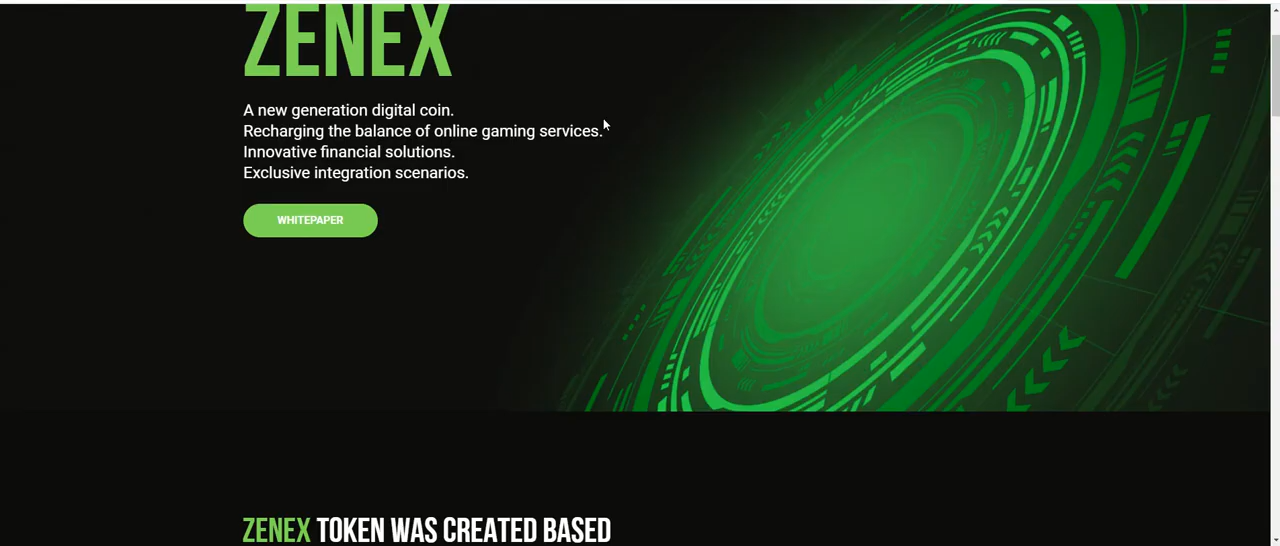 ZENEX
A new generation digital coin.
Recharging the balance of online gaming services.
Innovative financial solutions.
Exclusive integration scenarios.
WHITEPAPER
ZENEX TOKEN WAS CREATED BASED